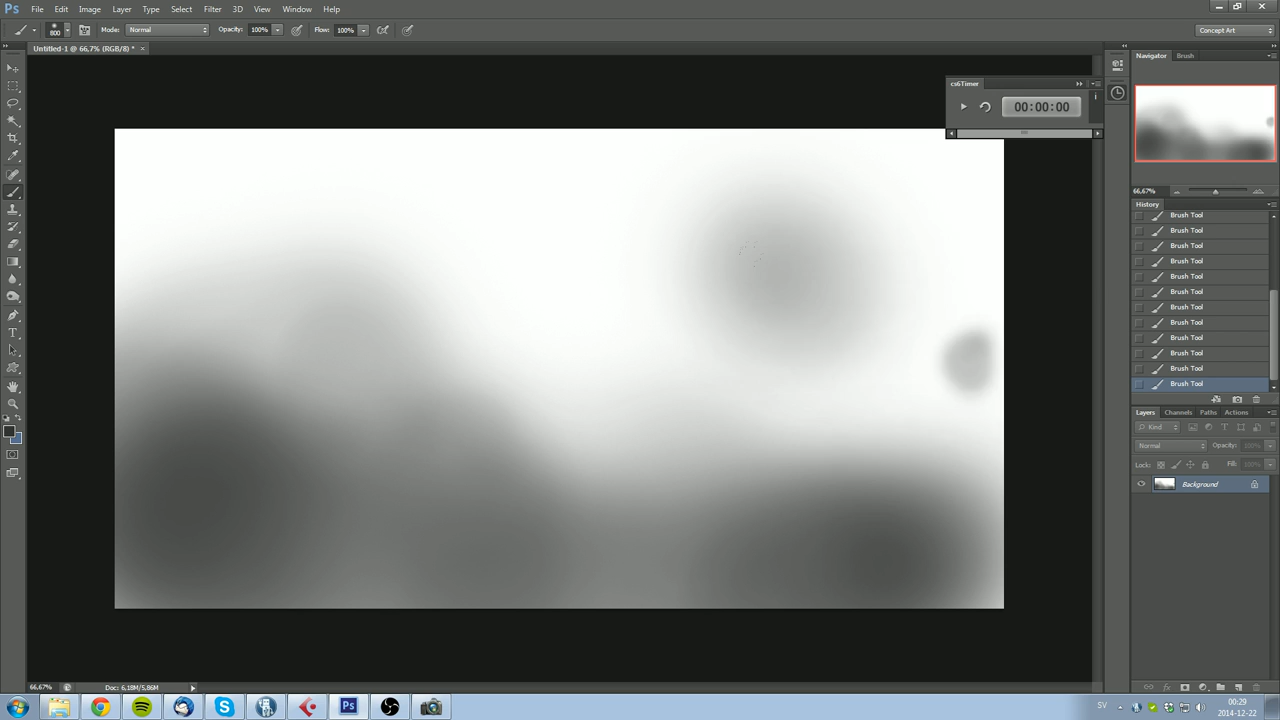 Ps File Edit Image Layer Type Select Filter 3D View Window Help
800 Mode: Normal Opacity: 100% Flow: 100% Concept Art
Untitled-1 @ 66,7% (RGB/8) * ×
Navigator Brush
cs6Timer
00:00:00
66,67%
History
Brush Tool
Brush Tool
Brush Tool
Brush Tool
Brush Tool
Brush Tool
Brush Tool
Brush Tool
Brush Tool
Brush Tool
Brush Tool
Brush Tool
Layers Channels Paths Actions
Kind
Normal Opacity: 100%
Lock: Fill: 100%
Background
66,67% Doc: 6,18M/5,86M
Ps SV 00:29
2014-12-22